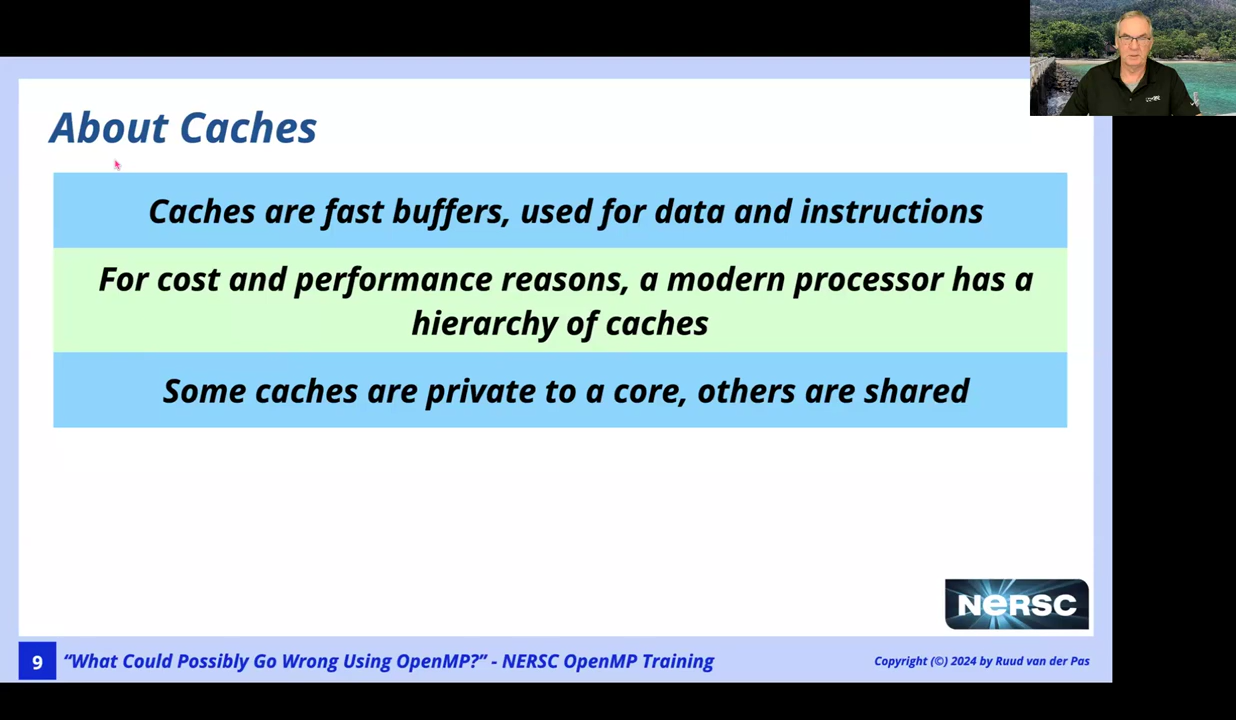 About Caches
Caches are fast buffers, used for data and instructions
For cost and performance reasons, a modern processor has a
hierarchy of caches
Some caches are private to a core, others are shared
NeRSC
9
“What Could Possibly Go Wrong Using OpenMP?” - NERSC OpenMP Training
Copyright (©) 2024 by Ruud van der Pas